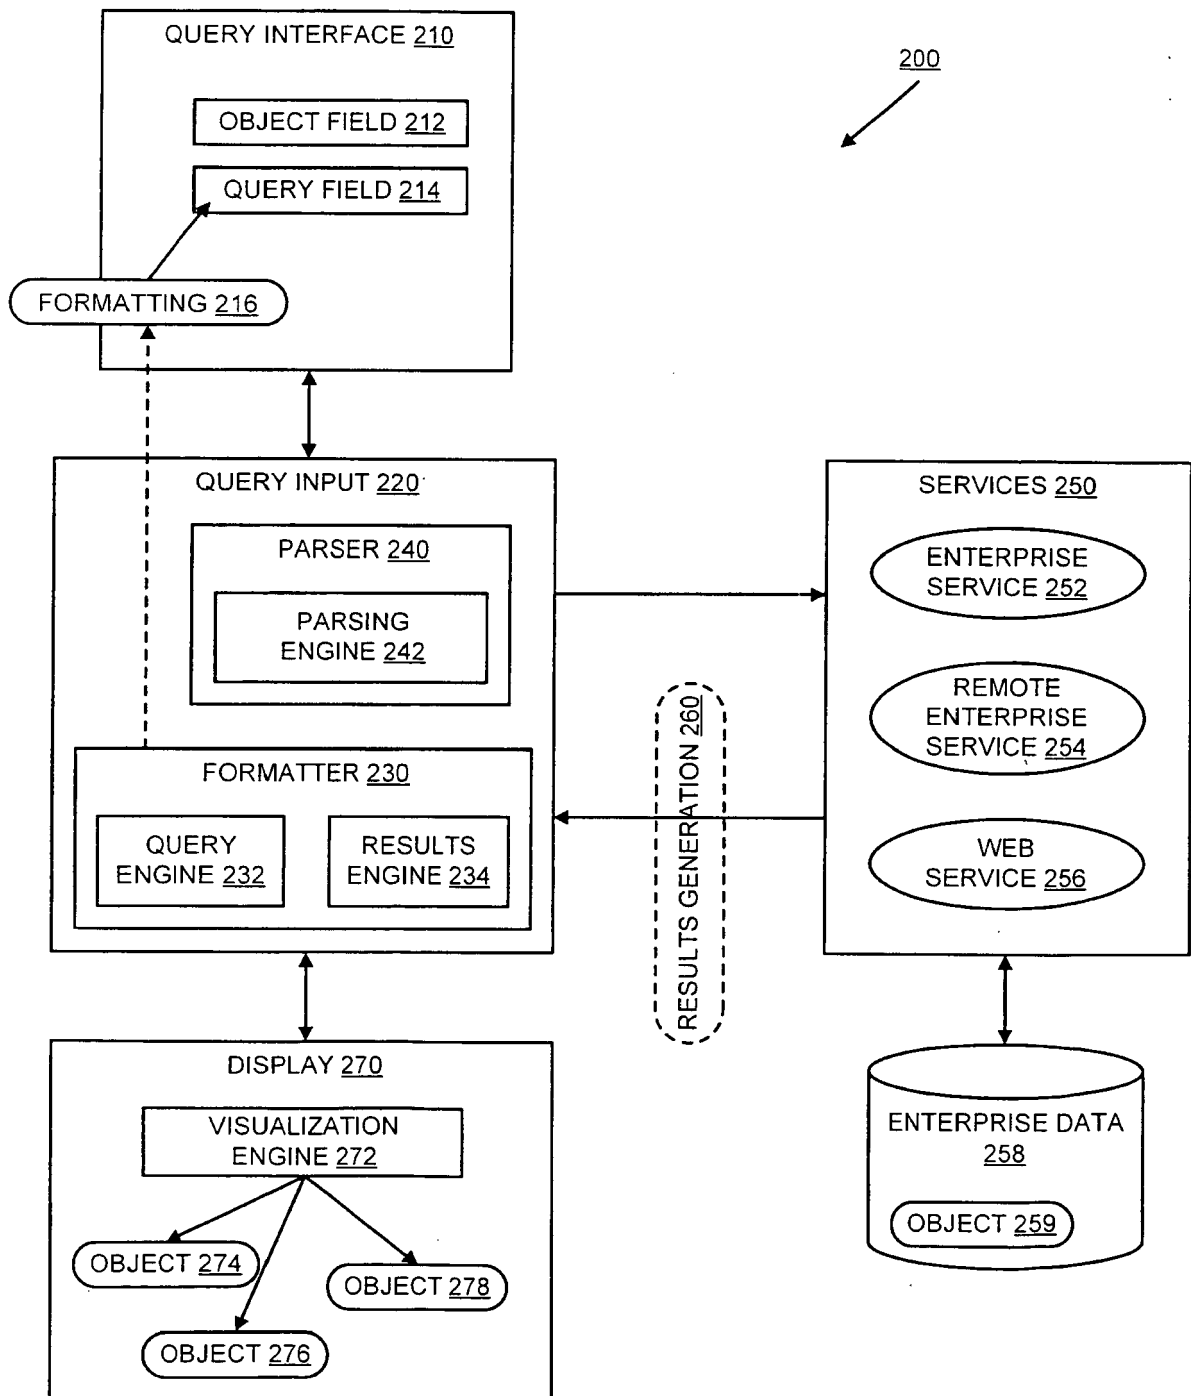 QUERY INTERFACE 210
200
OBJECT FIELD 212
QUERY FIELD 214
FORMATTING 216
QUERY INPUT 220
PARSER 240
PARSING
ENGINE 242
FORMATTER 230
QUERY
ENGINE 232
RESULTS
ENGINE 234
RESULTS GENERATION 260
SERVICES 250
ENTERPRISE
SERVICE 252
REMOTE
ENTERPRISE
SERVICE 254
WEB
SERVICE 256
DISPLAY 270
VISUALIZATION
ENGINE 272
OBJECT 274
OBJECT 278
OBJECT 276
ENTERPRISE DATA
258
OBJECT 259